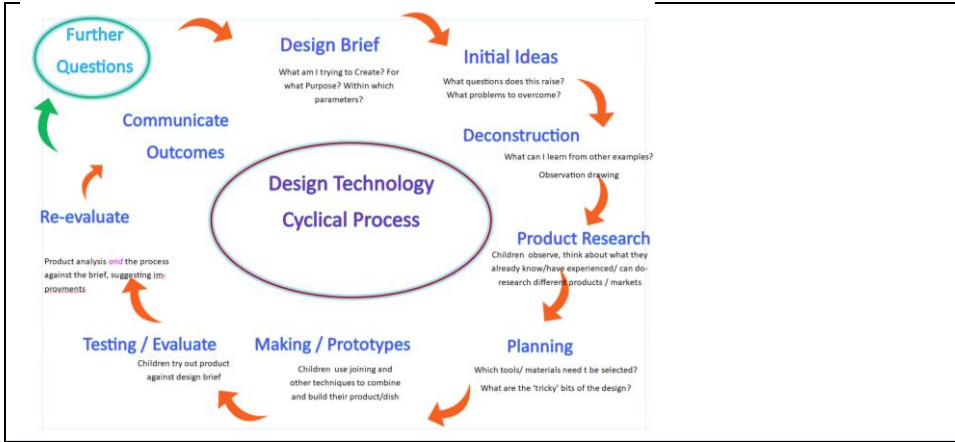 Further
Questions
Design Brief
What am I trying to Create? For
what Purpose? Within which
parameters?
Initial Ideas
What questions does this raise?
What problems to overcome?
Deconstruction
What can I learn from other examples?
Observation drawing
Product Research
Children observe, think about what they
already know/have experienced/ can do-
research different products / markets
Planning
Which tools/ materials need t be selected?
What are the 'tricky' bits of the design?
Making / Prototypes
Children use joining and
other techniques to combine
and build their product/dish
Testing / Evaluate
Children try out product
against design brief
Re-evaluate
Product analysis and the process
against the brief, suggesting im-
provments
Communicate
Outcomes
Design Technology
Cyclical Process